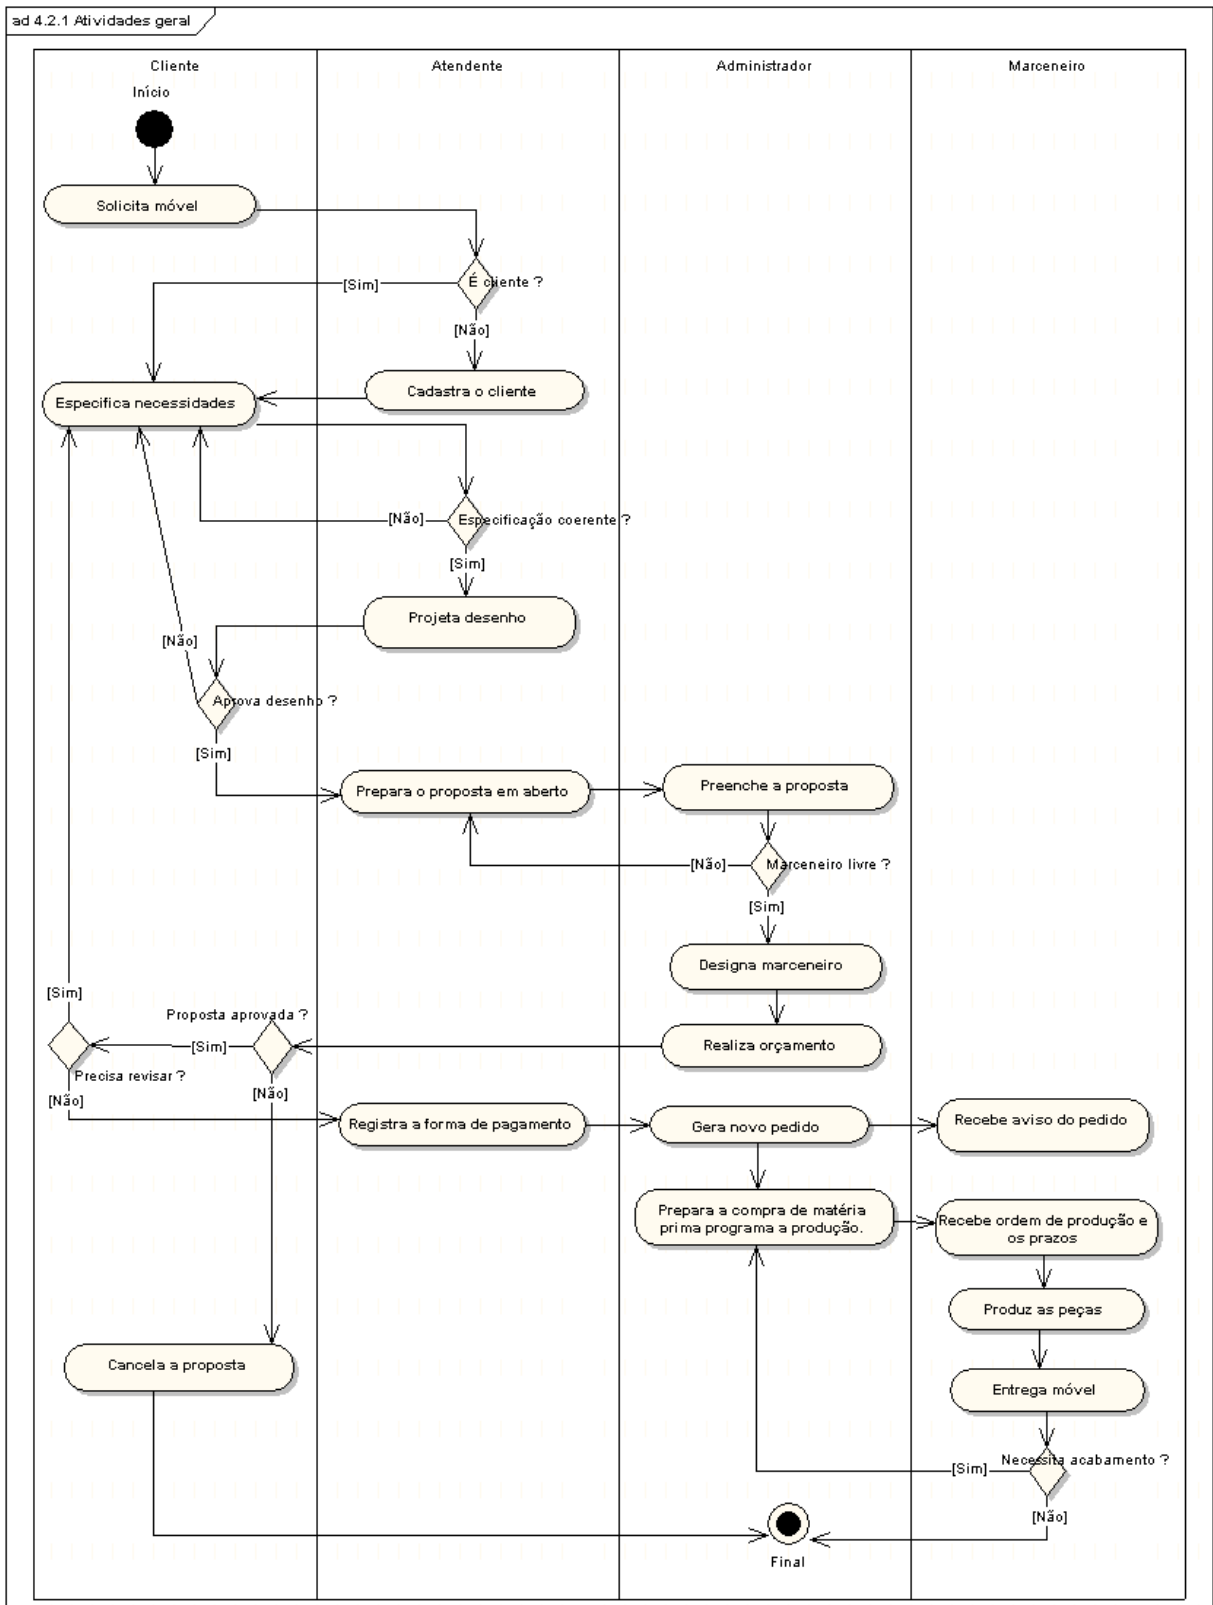 ad 4.2.1 Atividades geral
Cliente
Atendente
Administrador
Marceneiro
Início
Solicita móvel
É cliente ?
[Sim]
[Não]
Cadastra o cliente
Especifica necessidades
Especificação coerente ?
[Não]
[Sim]
Projeta desenho
[Não]
Aprova desenho ?
[Sim]
Prepara o proposta em aberto
Preenche a proposta
[Não]
Marceneiro livre ?
[Sim]
Designa marceneiro
[Sim]
Proposta aprovada ?
[Sim]
Realiza orçamento
Precisa revisar ?
[Não]
[Não]
Registra a forma de pagamento
Gera novo pedido
Recebe aviso do pedido
Prepara a compra de matéria
prima programa a produção.
Recebe ordem de produção e
os prazos
Produz as peças
Cancela a proposta
Entrega móvel
Necessita acabamento ?
[Sim]
[Não]
Final